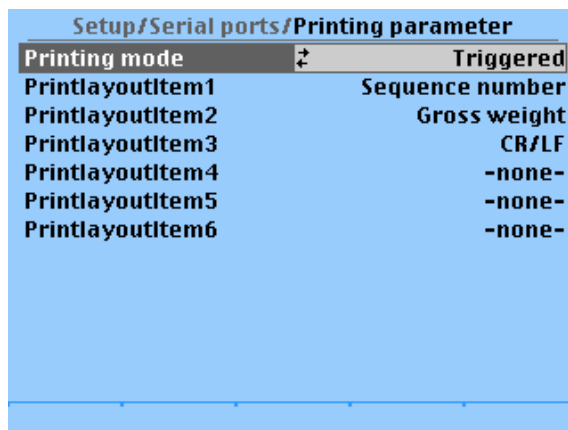 Setup/Serial ports/Printing parameter
Printing mode Triggered
PrintlayoutItem1 Sequence number
PrintlayoutItem2 Gross weight
PrintlayoutItem3 CR/LF
PrintlayoutItem4 -none-
PrintlayoutItem5 -none-
PrintlayoutItem6 -none-